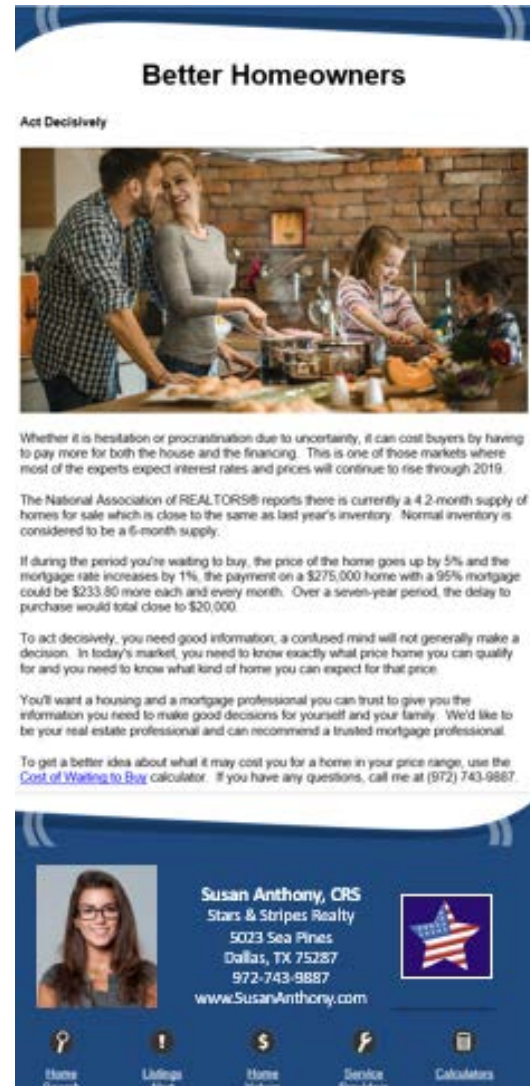 Better Homeowners
Act Decisively
Whether it is hesitation or procrastination due to uncertainty, it can cost buyers by having
to pay more for both the house and the financing. This is one of those markets where
most of the experts expect interest rates and prices will continue to rise through 2019.
The National Association of REALTORS® reports there is currently a 4.2-month supply of
homes for sale which is close to the same as last year's inventory. Normal inventory is
considered to be a 6-month supply.
If during the period you're waiting to buy, the price of the home goes up by 5% and the
mortgage rate increases by 1%, the payment on a $275,000 home with a 95% mortgage
could be $233.80 more each and every month. Over a seven-year period, the delay to
purchase would total close to $20,000.
To act decisively, you need good information; a confused mind will not generally make a
decision. In today's market, you need to know exactly what price home you can qualify
for and you need to know what kind of home you can expect for that price.
You'll want a housing and a mortgage professional you can trust to give you the
information you need to make good decisions for yourself and your family. We'd like to
be your real estate professional and can recommend a trusted mortgage professional.
To get a better idea about what it may cost you for a home in your price range, use the
Cost of Waiting to Buy calculator. If you have any questions, call me at (972) 743-9887.
Susan Anthony, CRS
Stars & Stripes Realty
5023 Sea Pines
Dallas, TX 75287
972-743-9887
www.SusanAnthony.com
Home Listings Home Service Calculators